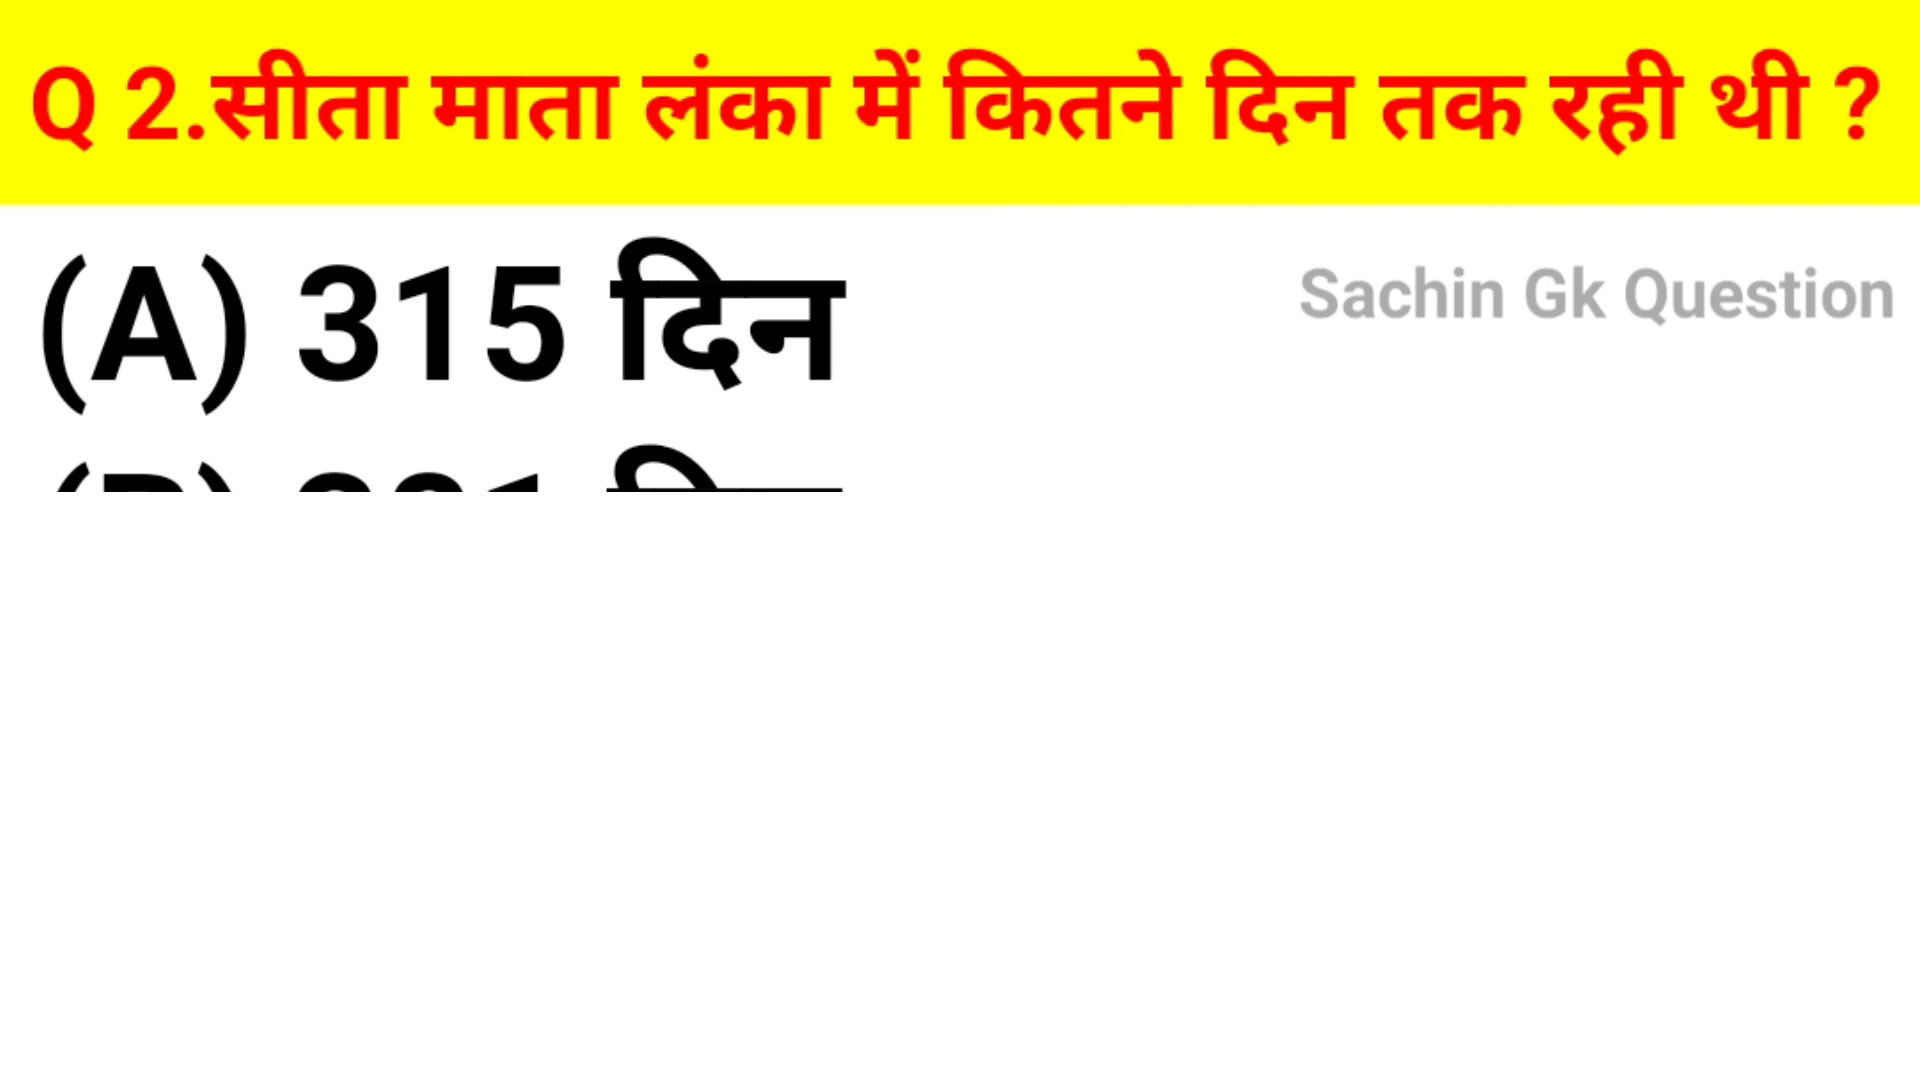 Q 2.सीता माता लंका में कितने दिन तक रही थी ?
(A) 315 दिन
Sachin Gk Question